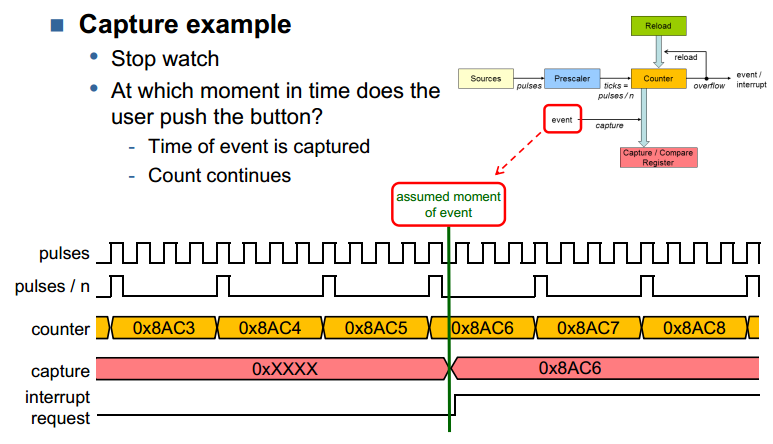 Capture example
Stop watch
At which moment in time does the
user push the button?
- Time of event is captured
- Count continues
Reload
reload
Sources
pulses
Prescaler
ticks =
pulses / n
Counter
overflow
event /
interrupt
event
capture
Capture / Compare
Register
assumed moment
of event
pulses
pulses / n
counter
0x8AC3
0x8AC4
0x8AC5
0x8AC6
0x8AC7
0x8AC8
capture
0xXXXX
0x8AC6
interrupt
request